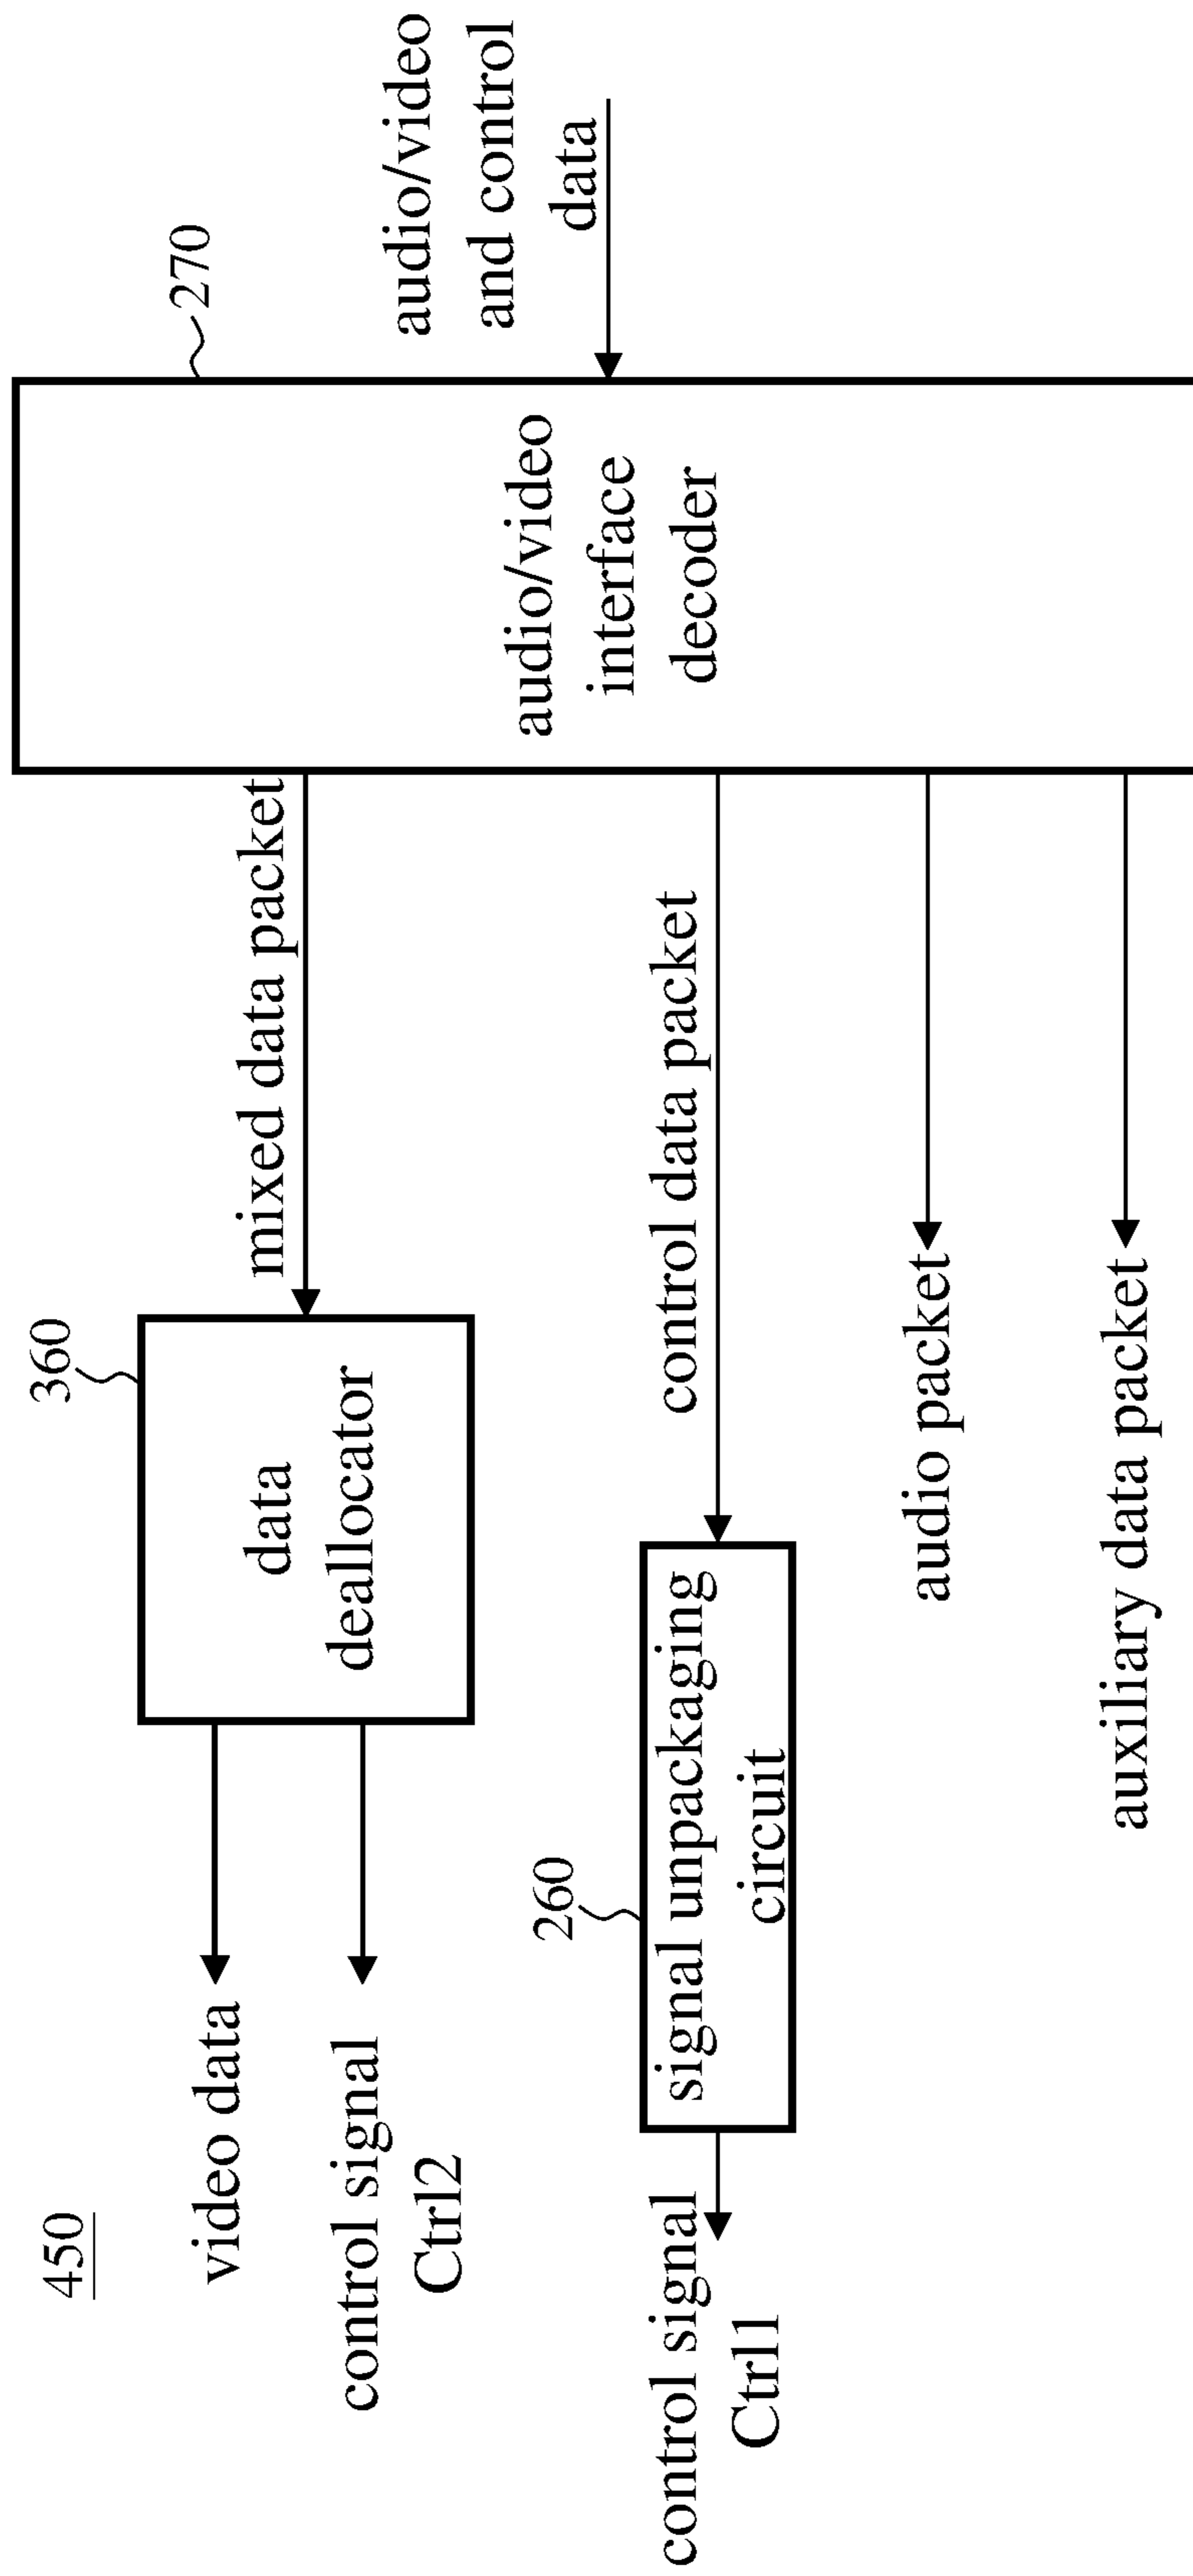 450
video data
control signal
Ctrl2
360
data
deallocator
mixed data packet
270
audio/video
interface
decoder
audio/video
and control
data
260
signal unpackaging
circuit
control signal
Ctrl1
control data packet
audio packet
auxiliary data packet